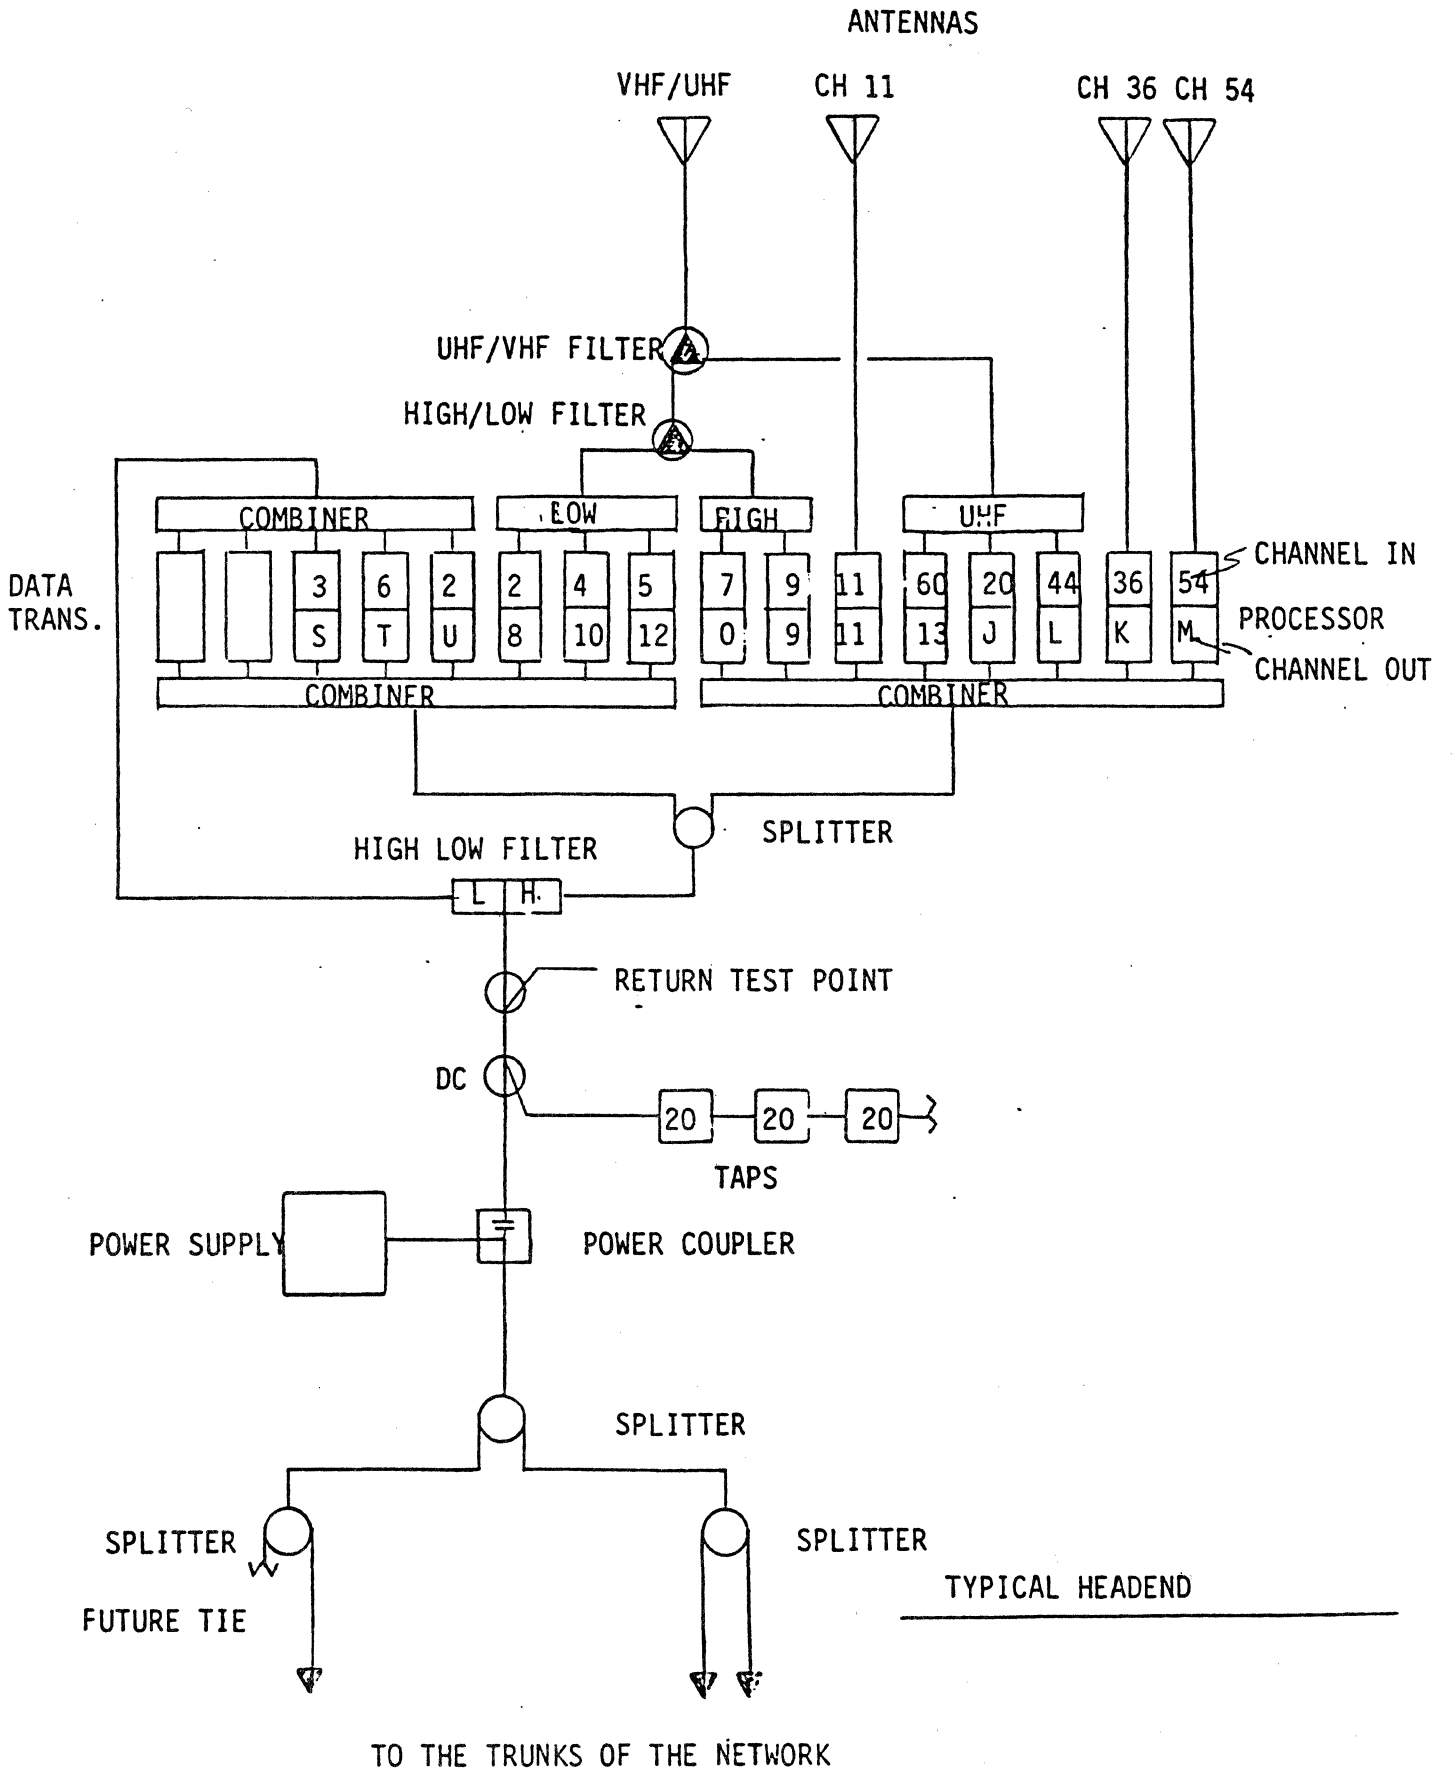 ANTENNAS
VHF/UHF CH 11 CH 36 CH 54
UHF/VHF FILTER
HIGH/LOW FILTER
COMBINER LOW HIGH UHF
CHANNEL IN
DATA
TRANS.
3 6 2 2 4 5 7 9 11 60 20 44 36 54
PROCESSOR
S T U 8 10 12 O 9 11 13 J L K M
CHANNEL OUT
COMBINER COMBINER
SPLITTER
HIGH LOW FILTER
L H
RETURN TEST POINT
DC
20 20 20
TAPS
POWER SUPPLY POWER COUPLER
SPLITTER
SPLITTER SPLITTER
TYPICAL HEADEND
FUTURE TIE
TO THE TRUNKS OF THE NETWORK